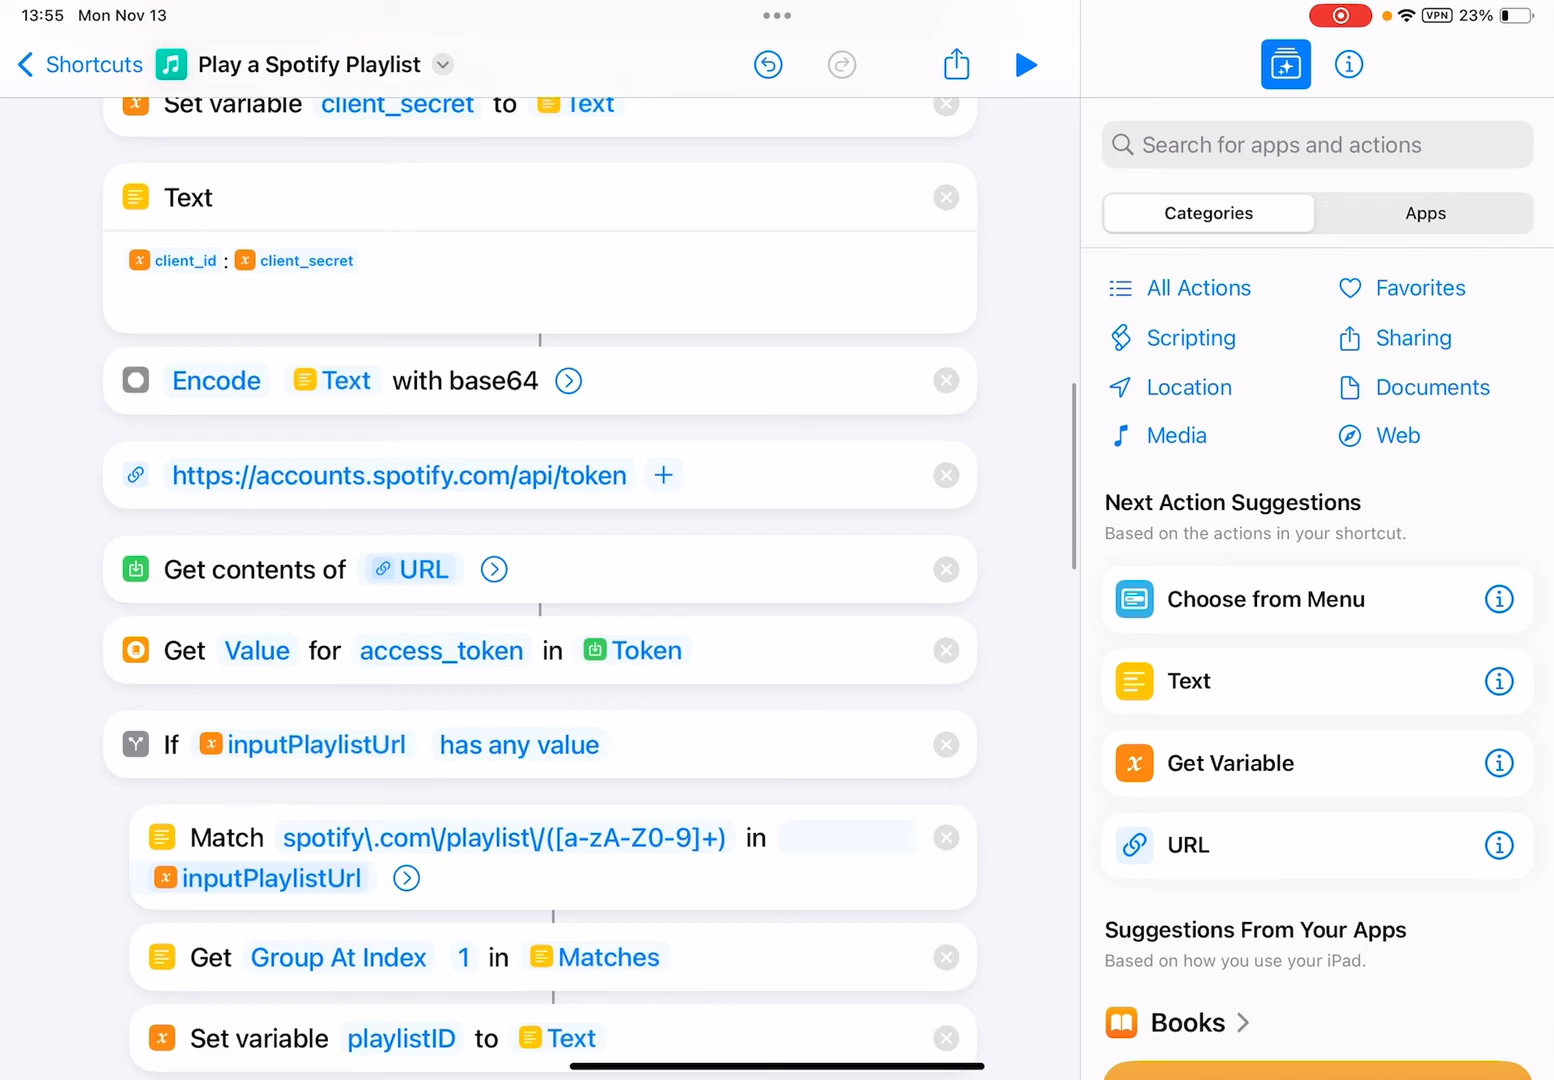 13:55 Mon Nov 13
VPN 23%
Shortcuts Play a Spotify Playlist
Set variable client_secret to Text
Text
client_id : client_secret
Encode Text with base64
https://accounts.spotify.com/api/token +
Get contents of URL
Get Value for access_token in Token
If inputPlaylistUrl has any value
Match spotify\.com\/playlist\/([a-zA-Z0-9]+) in
inputPlaylistUrl
Get Group At Index 1 in Matches
Set variable playlistID to Text
Search for apps and actions
Categories Apps
All Actions Favorites
Scripting Sharing
Location Documents
Media Web
Next Action Suggestions
Based on the actions in your shortcut.
Choose from Menu
Text
Get Variable
URL
Suggestions From Your Apps
Based on how you use your iPad.
Books